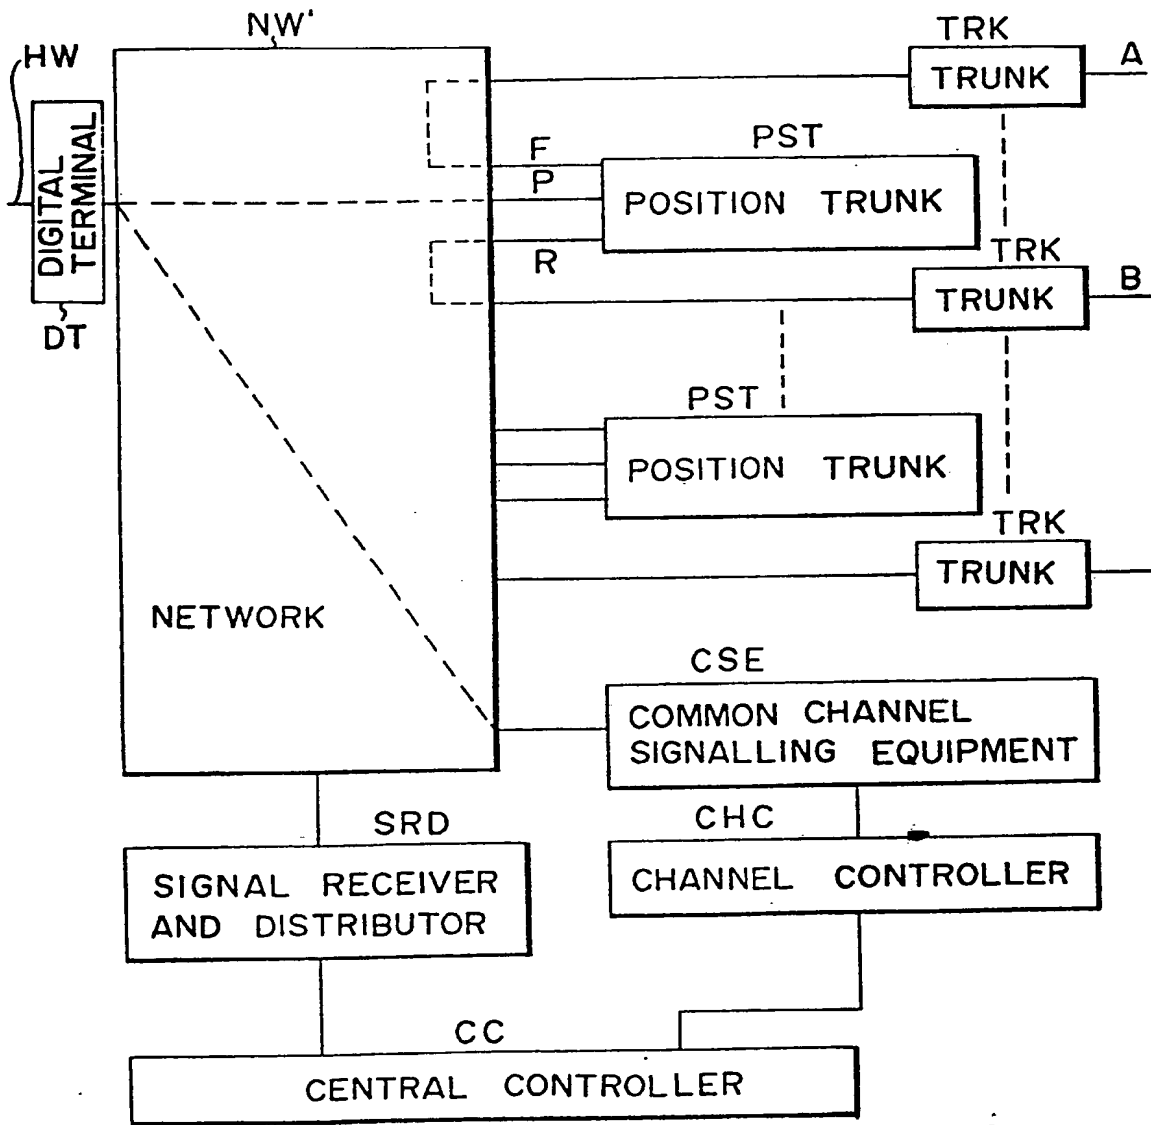 NW'
HW
DIGITAL
TERMINAL
DT
NETWORK
TRK
TRUNK
A
F
P
R
PST
POSITION TRUNK
TRK
TRUNK
B
PST
POSITION TRUNK
TRK
TRUNK
CSE
COMMON CHANNEL
SIGNALLING EQUIPMENT
SRD
SIGNAL RECEIVER
AND DISTRIBUTOR
CHC
CHANNEL CONTROLLER
CC
CENTRAL CONTROLLER